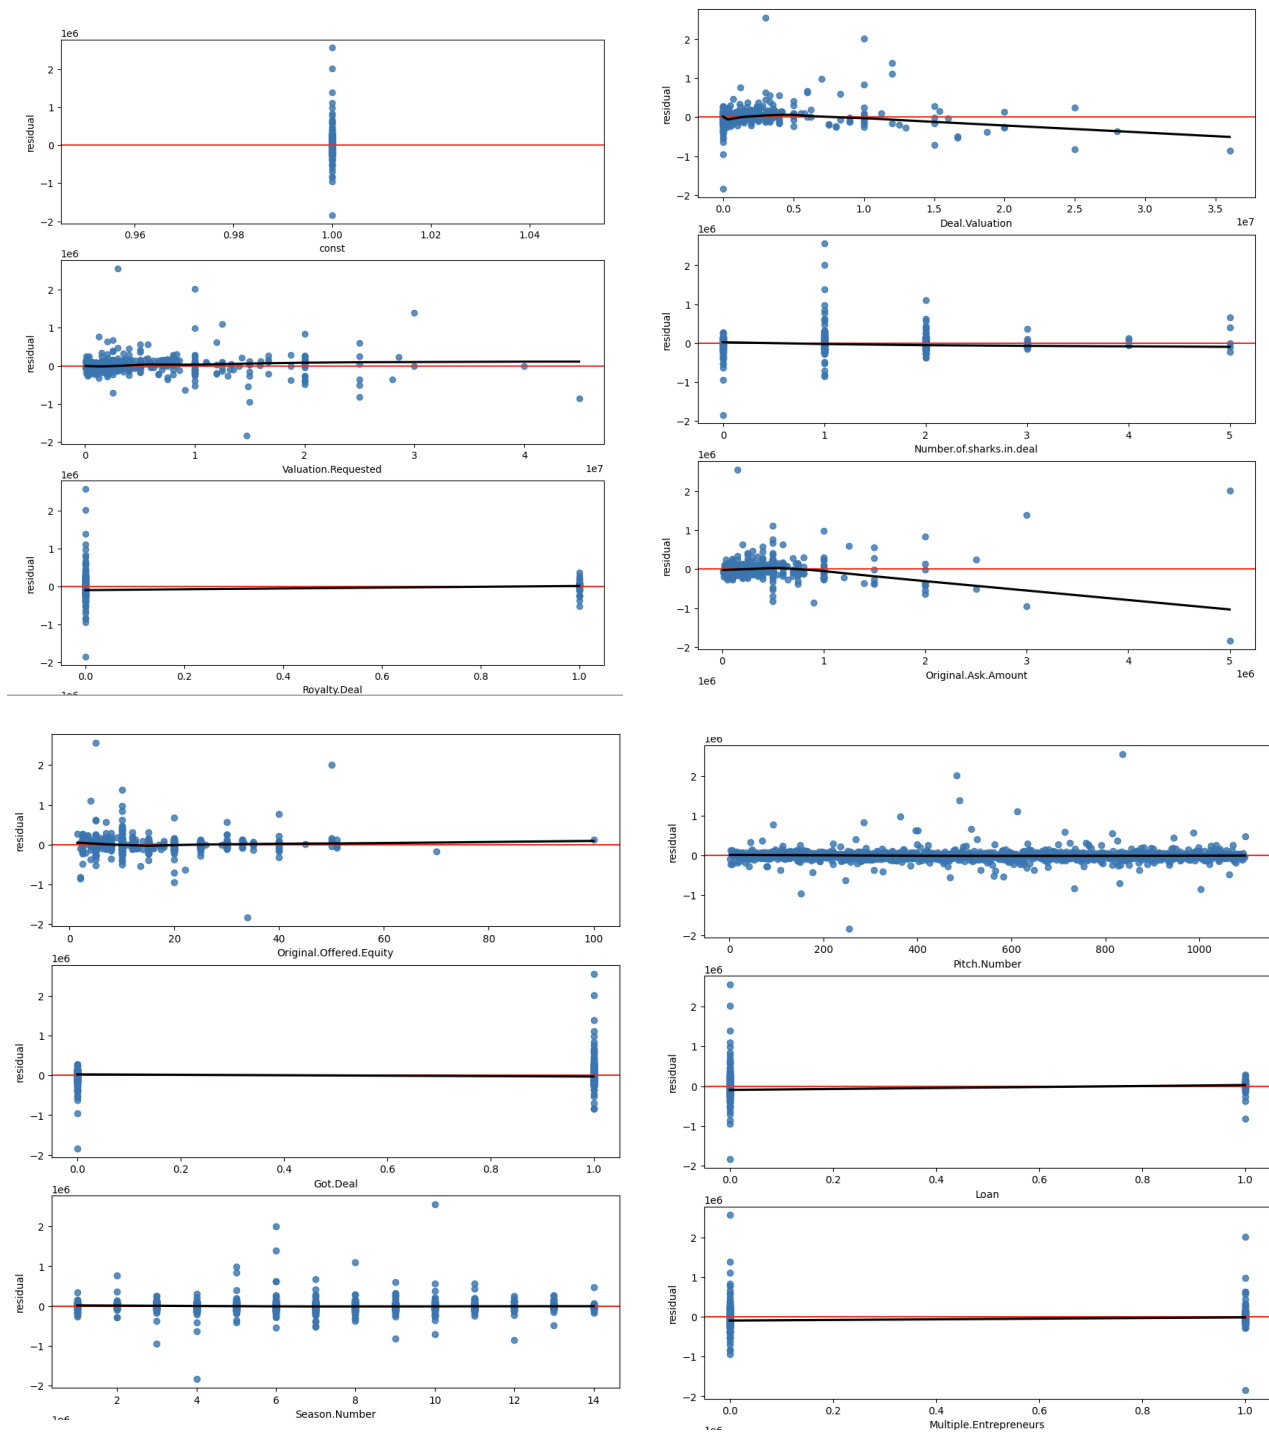 1e6
2
1
0
−1
−2
residual
0.96 0.98 1.00 1.02 1.04
const
1e6
2
1
0
−1
−2
residual
0 1 2 3 4
Valuation.Requested
1e7
1e6
2
1
0
−1
−2
residual
0.0 0.2 0.4 0.6 0.8 1.0
Royalty.Deal
2
1
0
−1
−2
residual
0.0 0.5 1.0 1.5 2.0 2.5 3.0 3.5
Deal.Valuation
1e7
1e6
2
1
0
−1
−2
residual
0 1 2 3 4 5
Number.of.sharks.in.deal
1e6
2
1
0
−1
−2
residual
0 1 2 3 4 5
Original.Ask.Amount
1e6
1e6
2
1
0
−1
−2
residual
0 20 40 60 80 100
Original.Offered.Equity
1e6
2
1
0
−1
−2
residual
0.0 0.2 0.4 0.6 0.8 1.0
Got.Deal
1e6
2
1
0
−1
−2
residual
2 4 6 8 10 12 14
Season.Number
1e6
2
1
0
−1
−2
residual
0 200 400 600 800 1000
Pitch.Number
1e6
2
1
0
−1
−2
residual
0.0 0.2 0.4 0.6 0.8 1.0
Loan
1e6
2
1
0
−1
−2
residual
0.0 0.2 0.4 0.6 0.8 1.0
Multiple.Entrepreneurs